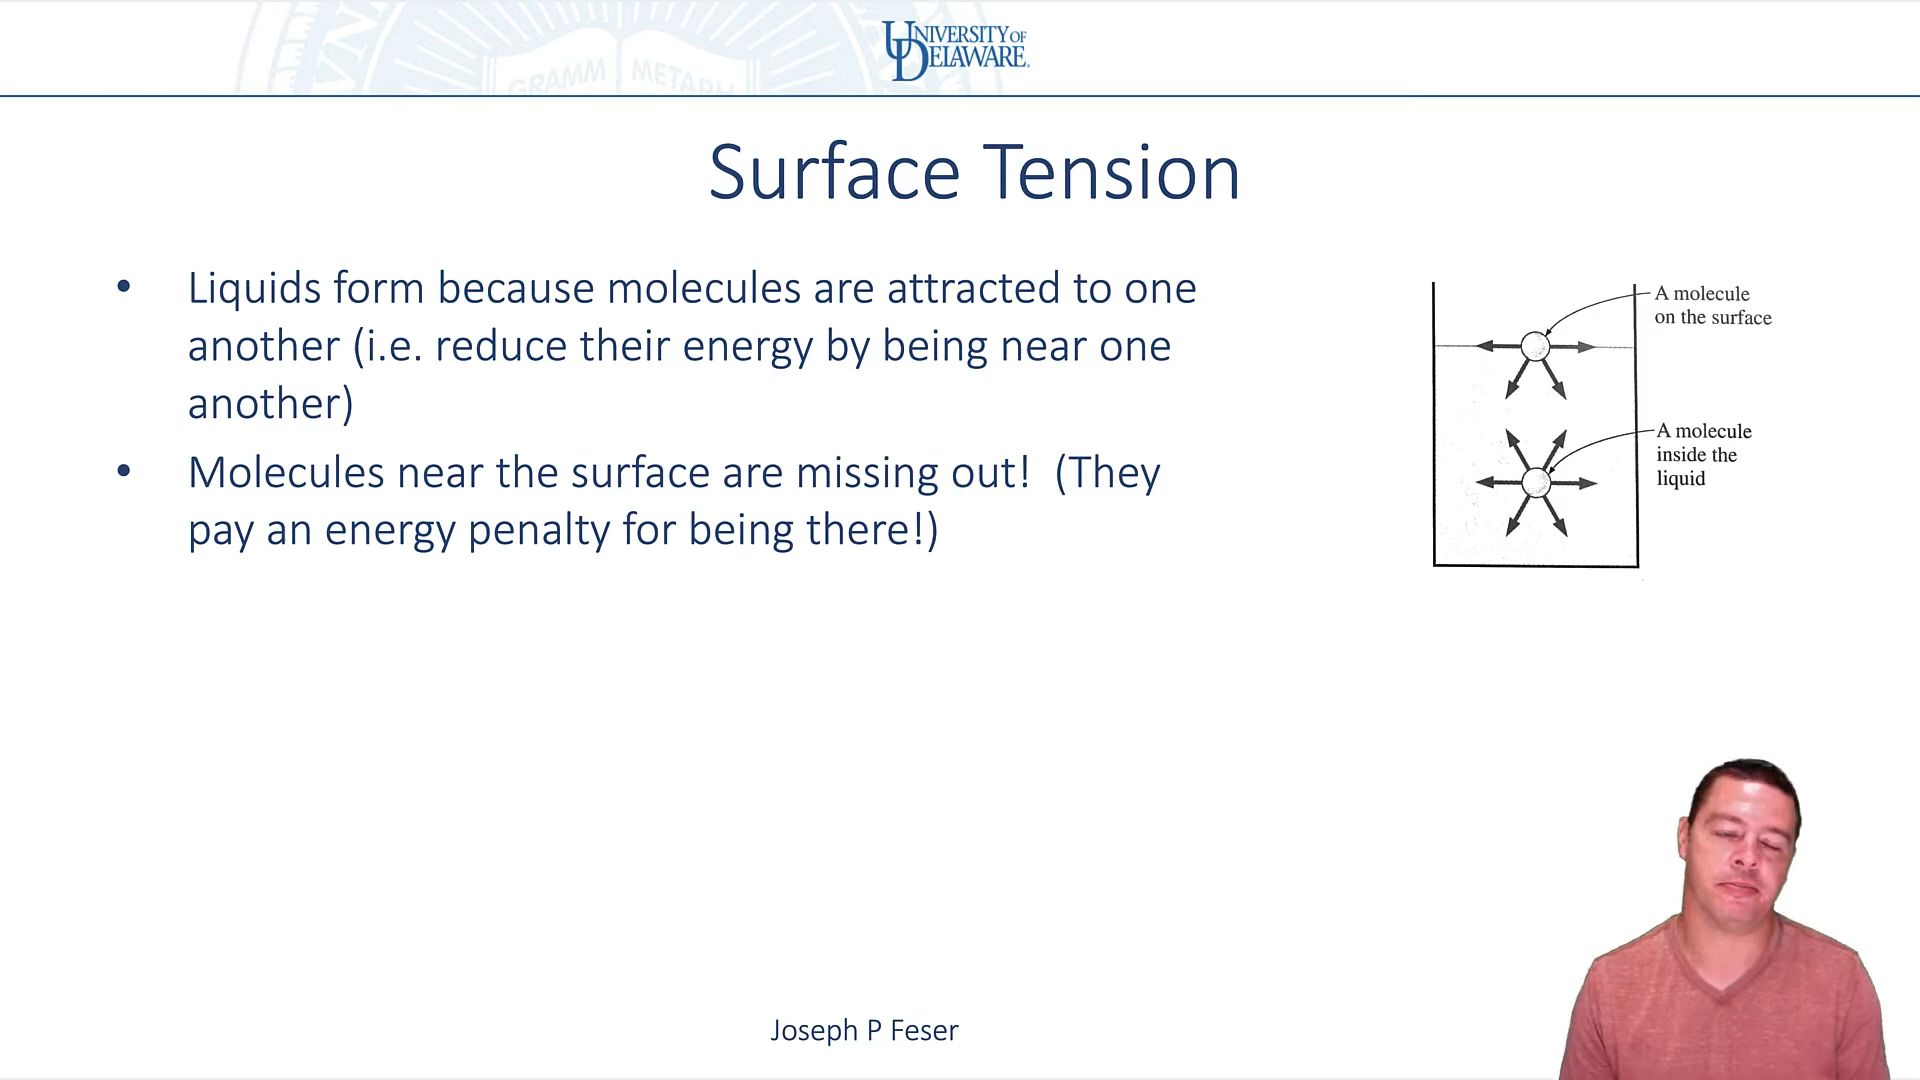 UNIVERSITY OF
DELAWARE.
GRAMM METAPH
Surface Tension
• Liquids form because molecules are attracted to one
another (i.e. reduce their energy by being near one
another)
• Molecules near the surface are missing out!  (They
pay an energy penalty for being there!)
A molecule
on the surface
A molecule
inside the
liquid
Joseph P Feser